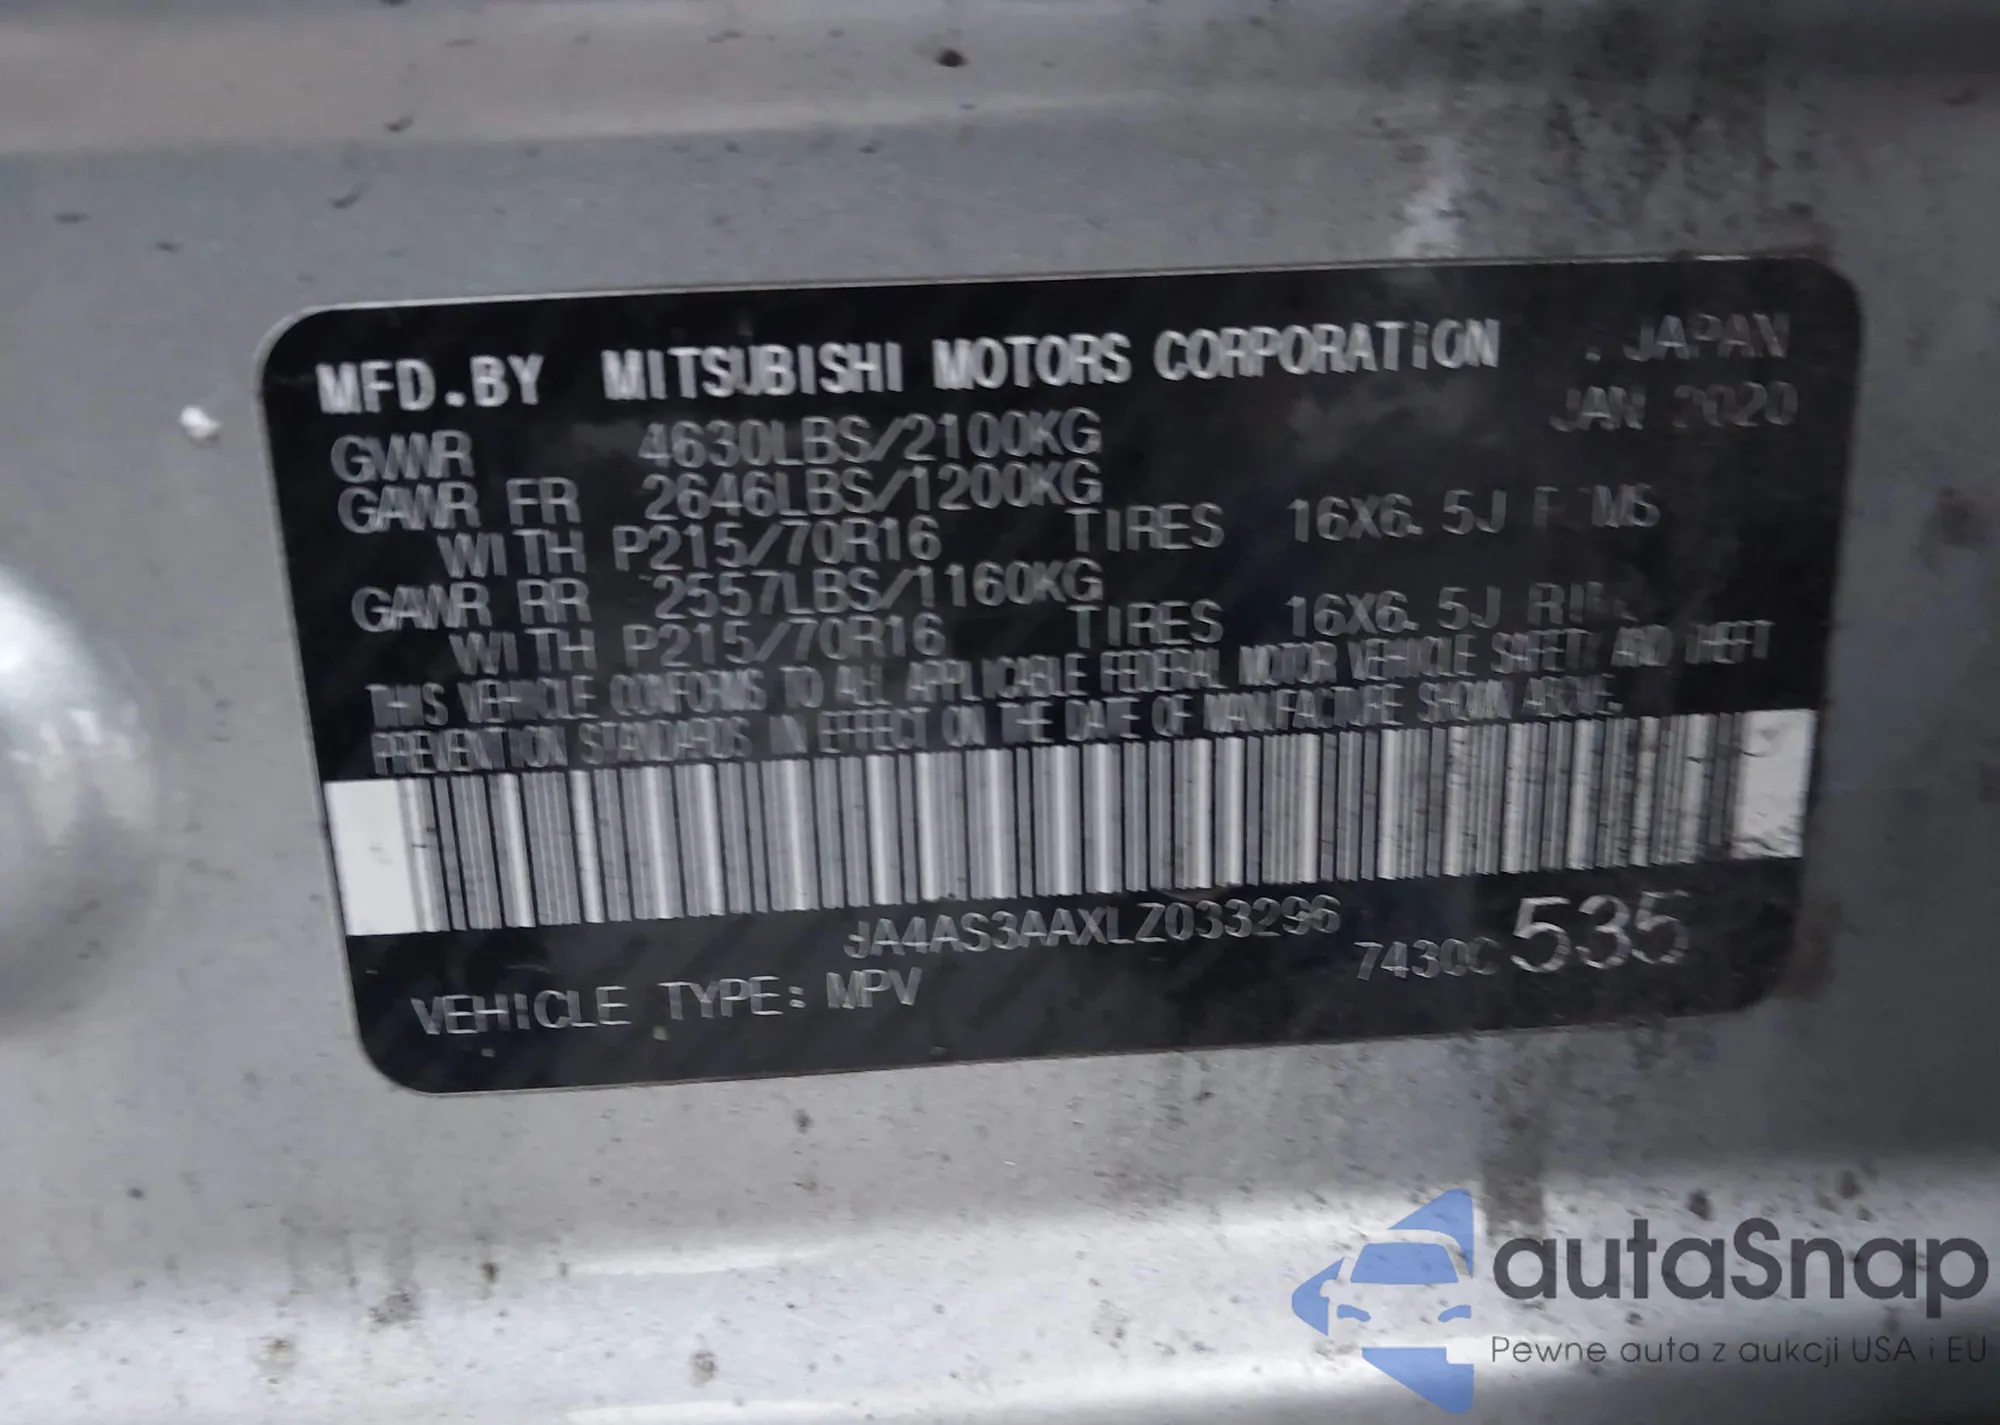 MFD.BY MITSUBISHI MOTORS CORPORATION JAPAN
JAN 2020
GVWR 4630LBS/2100KG
GAWR FR 2646LBS/1200KG
WITH P215/70R16 TIRES 16X6.5J
GAWR RR 2557LBS/1160KG
WITH P215/70R16 TIRES 16X6.5J
THIS VEHICLE CONFORMS TO ALL APPLICABLE FEDERAL MOTOR VEHICLE SAFETY AND THEFT
PREVENTION STANDARDS IN EFFECT ON THE DATE OF MANUFACTURE SHOWN ABOVE.
JA4AS3AAXLZ033296
VEHICLE TYPE: MPV 7430C 535
autaSnap
Pewne auta z aukcji USA i EU